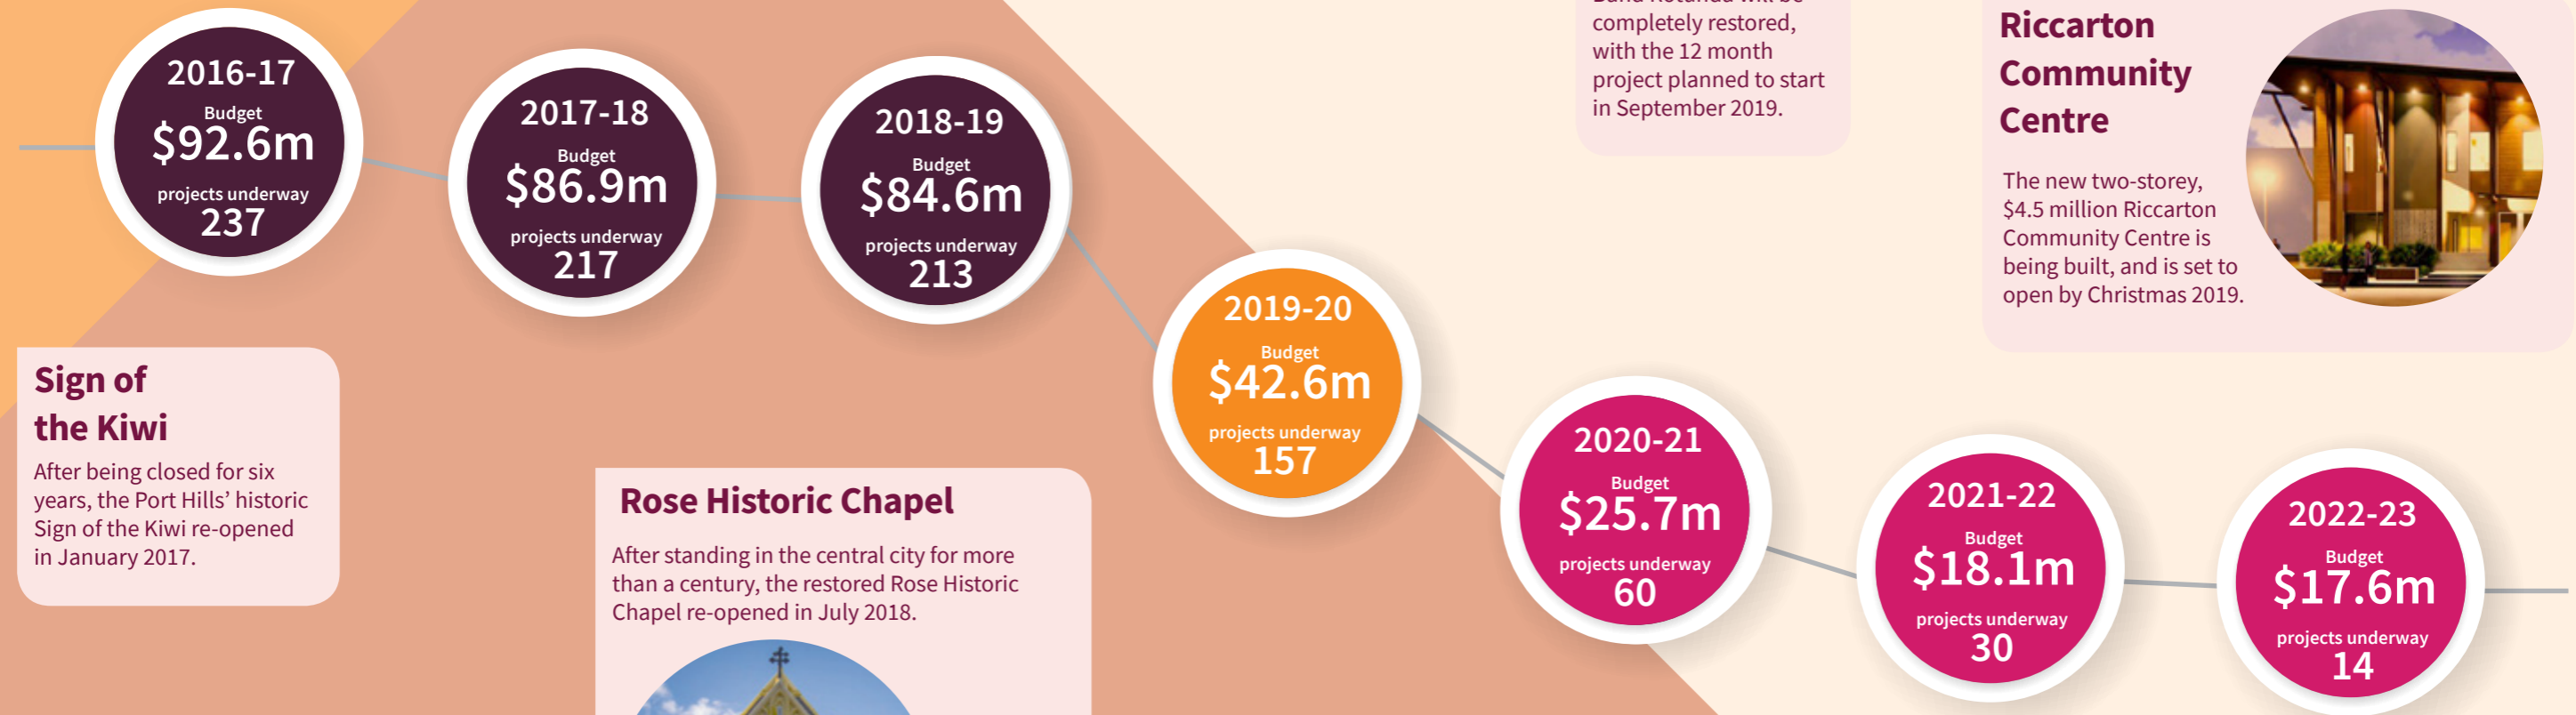 2016-17
Budget
$92.6m
projects underway
237
2017-18
Budget
$86.9m
projects underway
217
2018-19
Budget
$84.6m
projects underway
213
2019-20
Budget
$42.6m
projects underway
157
2020-21
Budget
$25.7m
projects underway
60
2021-22
Budget
$18.1m
projects underway
30
2022-23
Budget
$17.6m
projects underway
14
Sign of
the Kiwi
After being closed for six
years, the Port Hills’ historic
Sign of the Kiwi re-opened
in January 2017.
Rose Historic Chapel
After standing in the central city for more
than a century, the restored Rose Historic
Chapel re-opened in July 2018.
Band Rotunda will be
completely restored,
with the 12 month
project planned to start
in September 2019.
Riccarton
Community
Centre
The new two-storey,
$4.5 million Riccarton
Community Centre is
being built, and is set to
open by Christmas 2019.